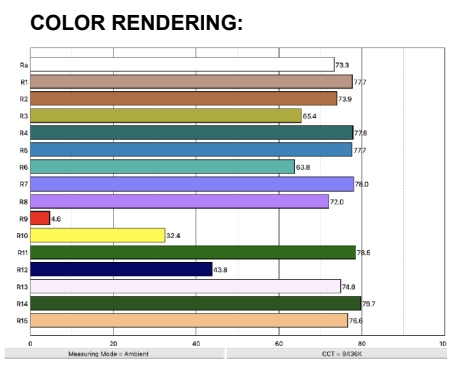 COLOR RENDERING:
Ra 73.3
R1 77.7
R2 73.9
R3 65.4
R4 77.8
R5 77.7
R6 63.8
R7 78.0
R8 72.0
R9 4.6
R10 32.4
R11 78.5
R12 43.8
R13 74.8
R14 79.7
R15 76.6
0 20 40 60 80 10
Measuring Mode = Ambient CCT = 8436K